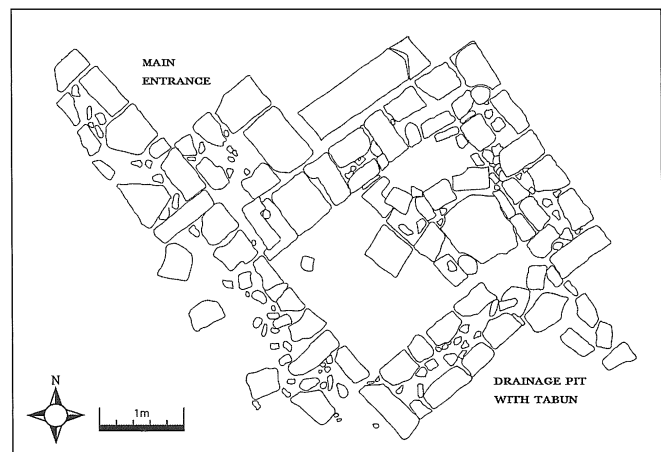 MAIN
ENTRANCE
DRAINAGE PIT
WITH TABUN
N
1m